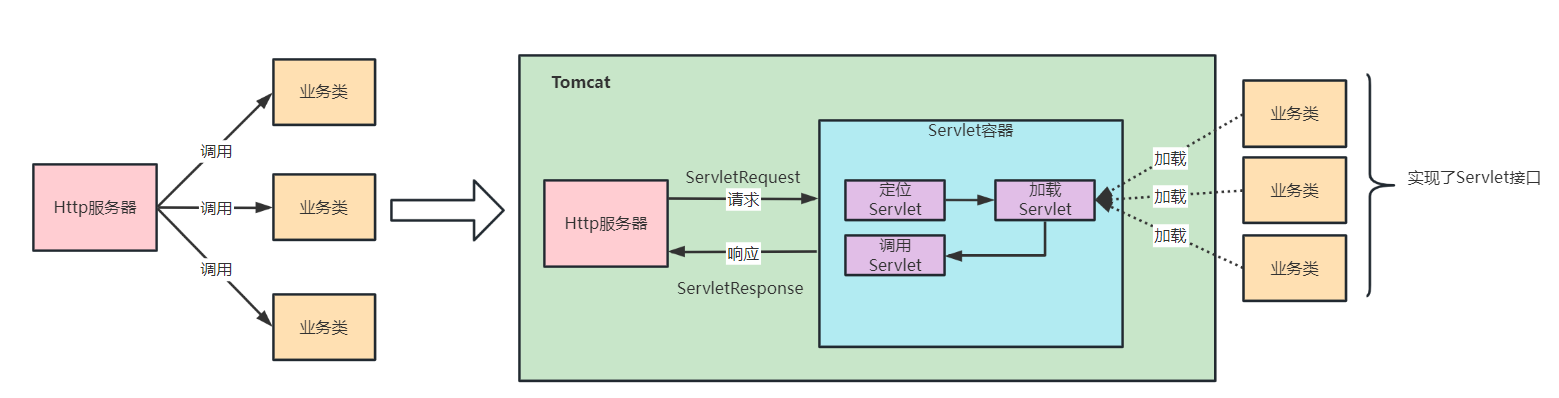 Http服务器
调用
调用
调用
业务类
业务类
业务类
Tomcat
Http服务器
ServletRequest
请求
响应
ServletResponse
Servlet容器
定位
Servlet
加载
Servlet
调用
Servlet
加载
加载
加载
业务类
业务类
业务类
实现了Servlet接口